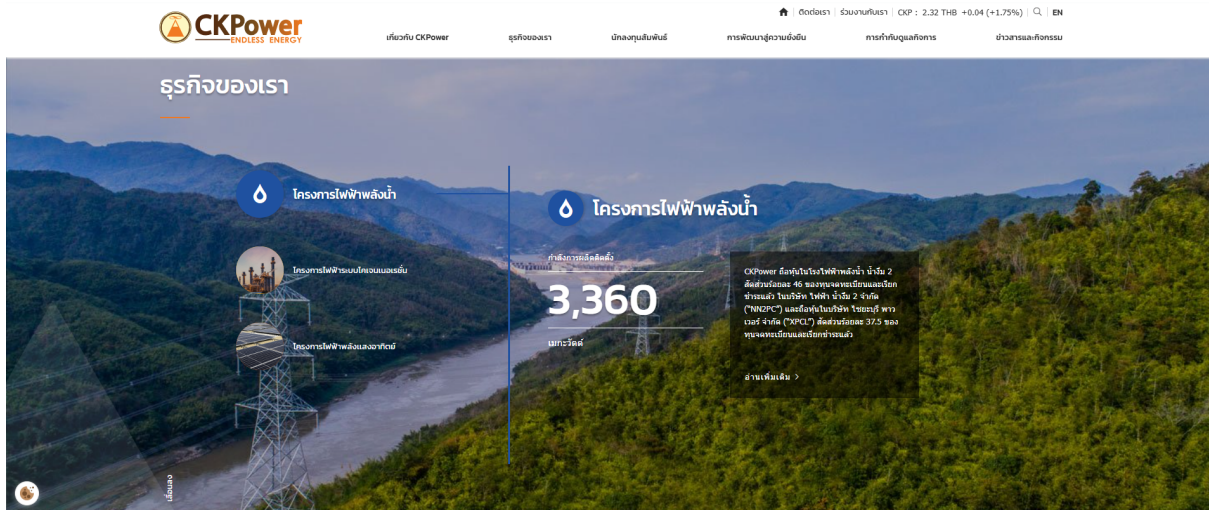 ติดต่อเรา | ร่วมงานกับเรา | CKP : 2.32 THB +0.04 (+1.75%) | EN
CKPower
ENDLESS ENERGY
เกี่ยวกับ CKPower ธุรกิจของเรา นักลงทุนสัมพันธ์ การพัฒนาสู่ความยั่งยืน การกำกับดูแลกิจการ ข่าวสารและกิจกรรม
ธุรกิจของเรา
โครงการไฟฟ้าพลังน้ำ
โครงการไฟฟ้าระบบโคเจนเนอเรชั่น
โครงการไฟฟ้าพลังแสงอาทิตย์
โครงการไฟฟ้าพลังน้ำ
กำลังการผลิตติดตั้ง
3,360
เมกะวัตต์
CKPower ถือหุ้นในโรงไฟฟ้าพลังน้ำ น้ำงึม 2
สัดส่วนร้อยละ 46 ของทุนจดทะเบียนและเรียก
ชำระแล้ว ในบริษัท ไฟฟ้า น้ำงึม 2 จำกัด
("NN2PC") และถือหุ้นในบริษัท ไซยะบุรี พาว
เวอร์ จำกัด ("XPCL") สัดส่วนร้อยละ 37.5 ของ
ทุนจดทะเบียนและเรียกชำระแล้ว
อ่านเพิ่มเติม >
เลื่อนลง